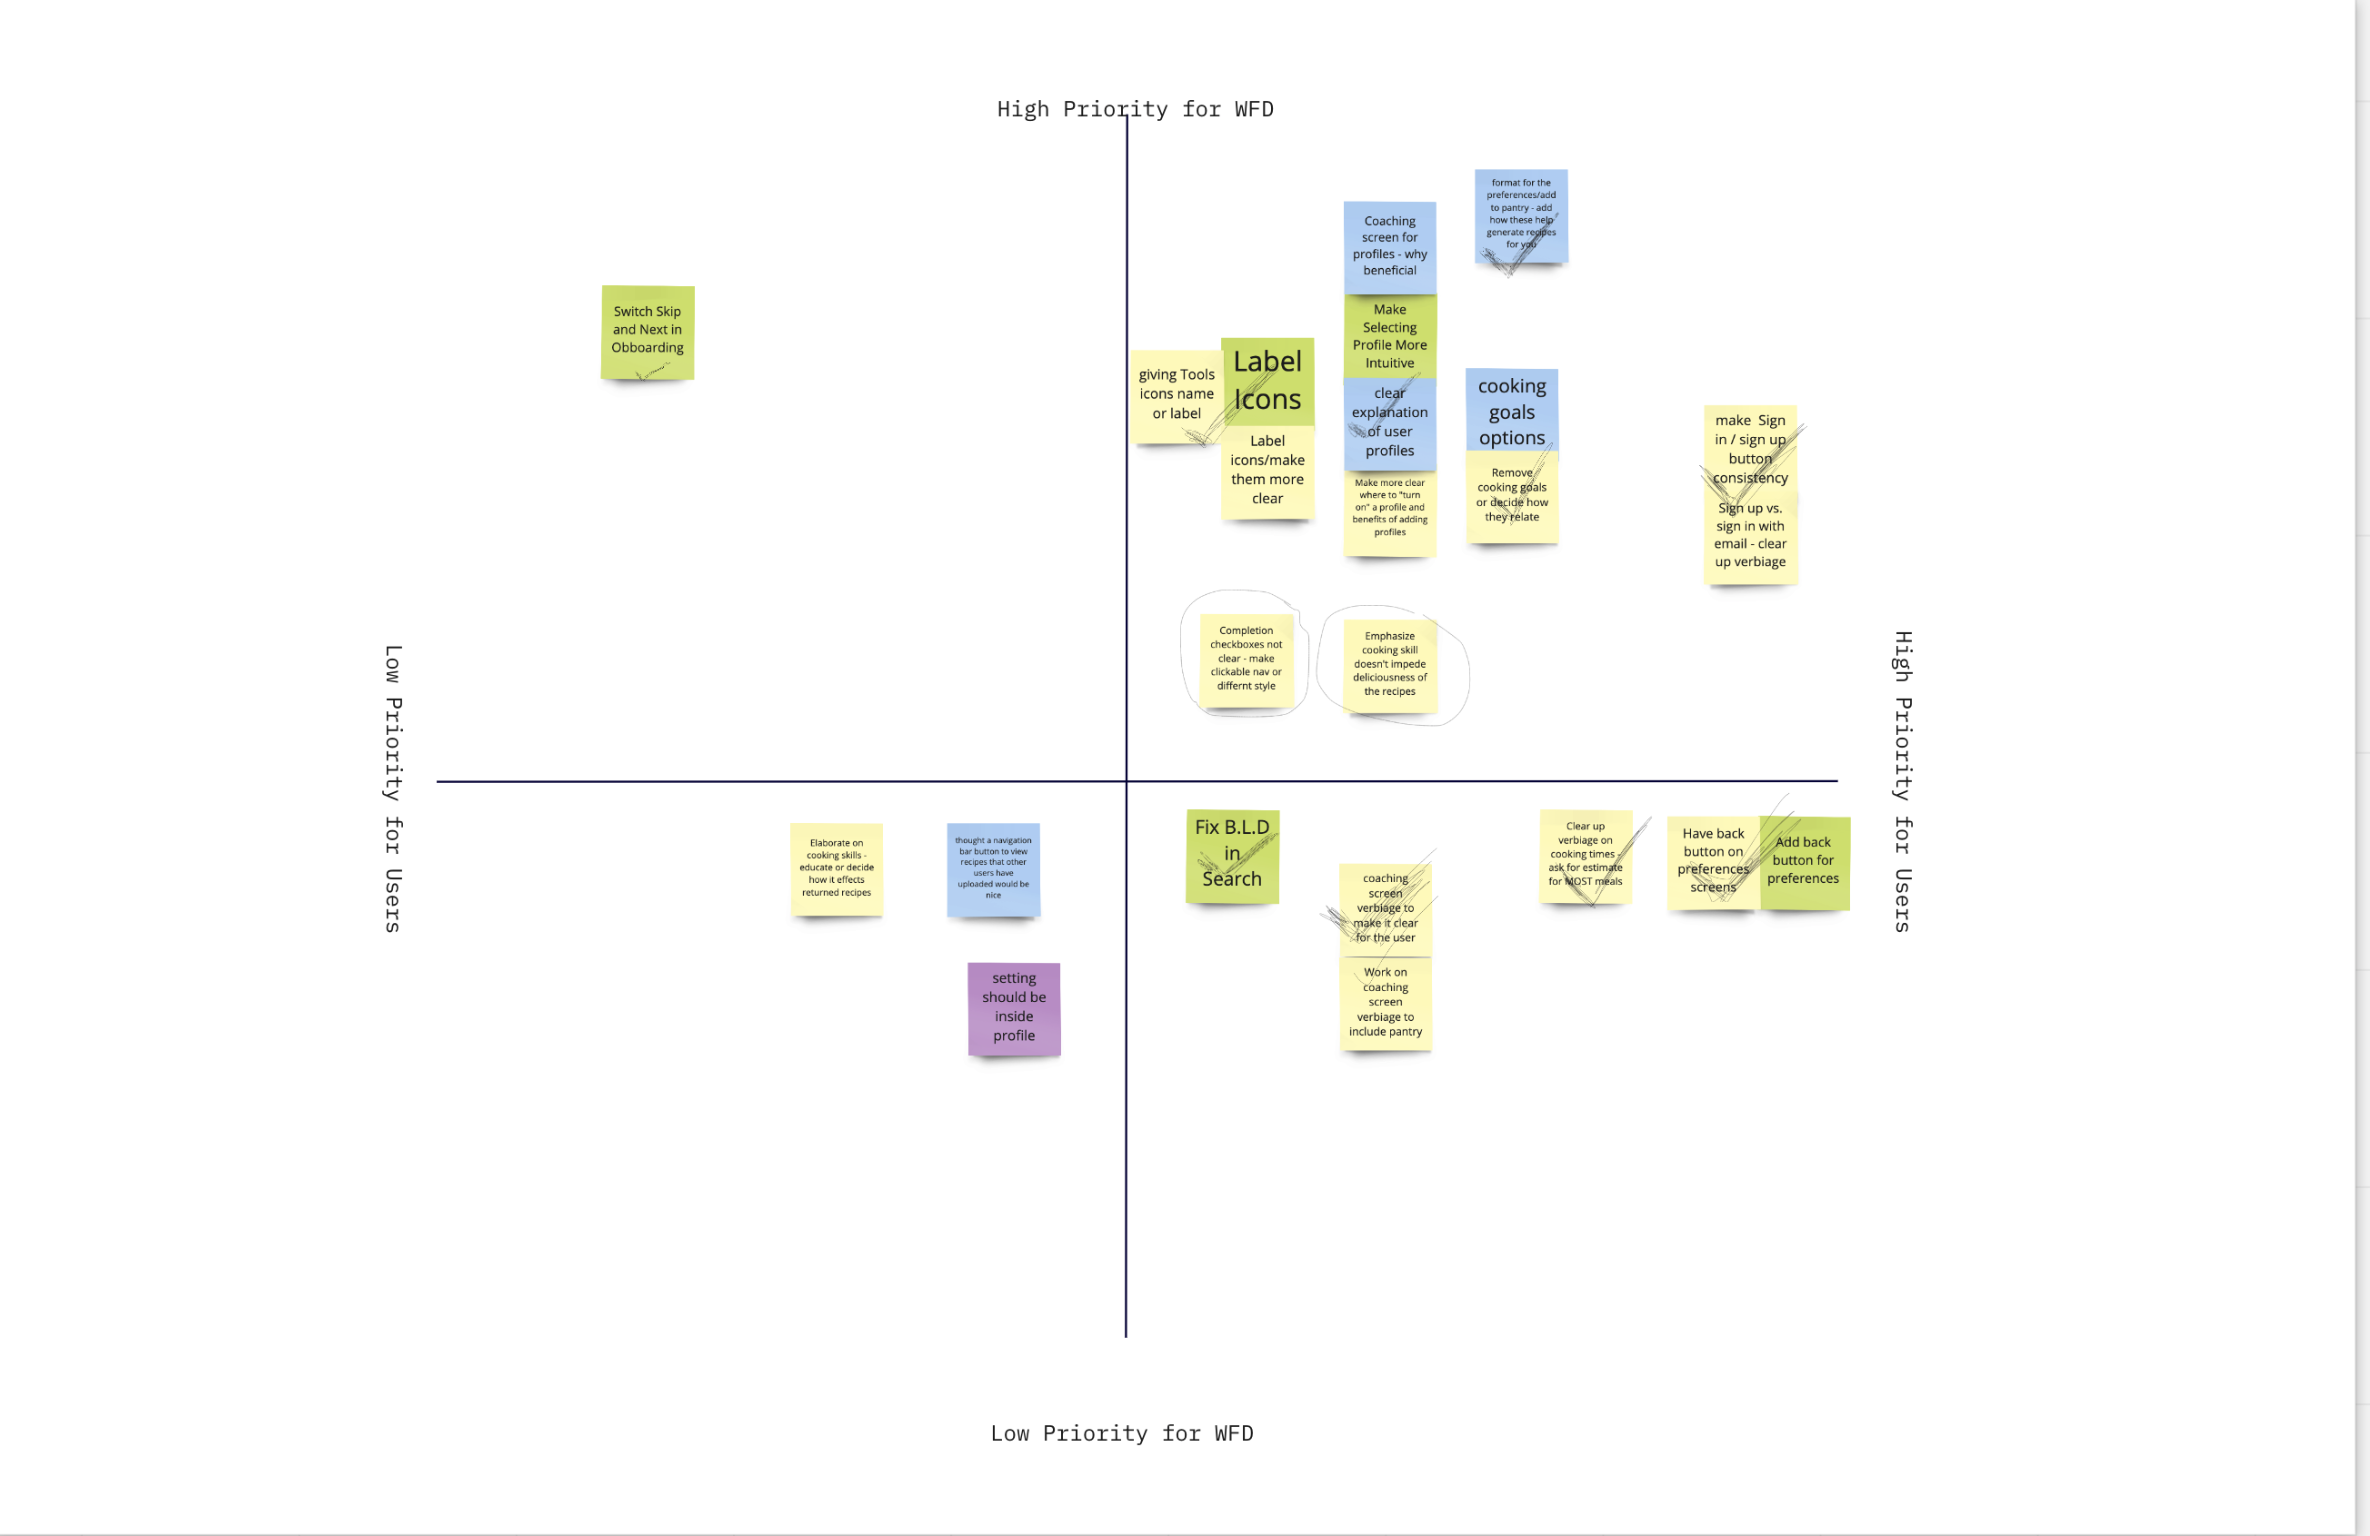 High Priority for WFD
format for the
preferences/add
to pantry - add
how these help
generate recipes
for you
Coaching
screen for
profiles - why
beneficial
Switch Skip
and Next in
Obboarding
Make
Selecting
Profile More
Intuitive
giving Tools
icons name
or label
Label
Icons
Label
icons/make
them more
clear
clear
explanation
of user
profiles
Make more clear
where to "turn
on" a profile and
benefits of adding
profiles
cooking
goals
options
Remove
cooking goals
or decide how
they relate
make Sign
in / sign up
button
consistency
Sign up vs.
sign in with
email - clear
up verbiage
Completion
checkboxes not
clear - make
clickable nav or
differnt style
Emphasize
cooking skill
doesn't impede
deliciousness of
the recipes
Low Priority for Users
High Priority for Users
Elaborate on
cooking skills -
educate or decide
how it effects
returned recipes
thought a navigation
bar button to view
recipes that other
users have
uploaded would be
nice
setting
should be
inside
profile
Fix B.L.D
in
Search
coaching
screen
verbiage to
make it clear
for the user
Work on
coaching
screen
verbiage to
include pantry
Clear up
verbiage on
cooking times -
ask for estimate
for MOST meals
Have back
button on
preferences
screens
Add back
button for
preferences
Low Priority for WFD